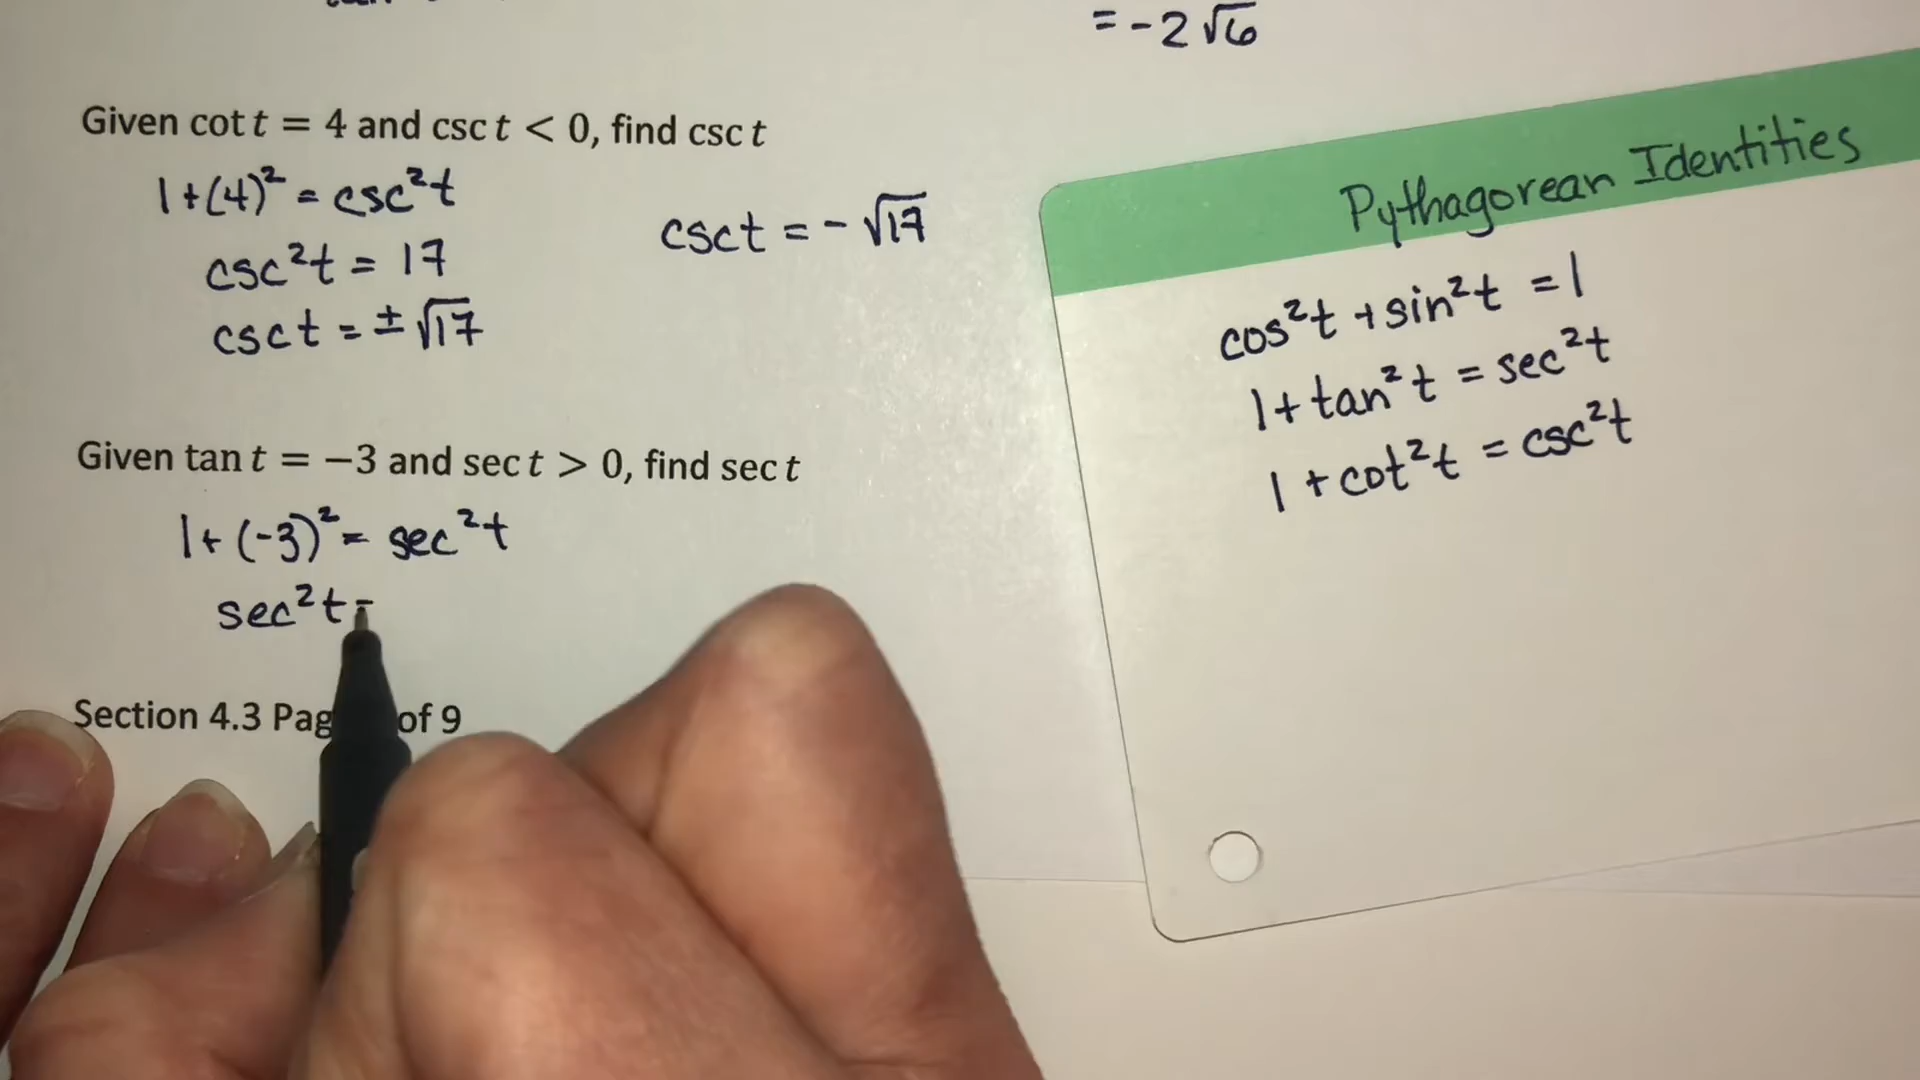 = -2√6
Given cot t = 4 and csc t < 0, find csc t
1+(4)² = csc²t
csc²t = 17
csc t = ±√17
csc t = -√17
Given tan t = −3 and sec t > 0, find sec t
1+(-3)² = sec²t
sec²t =
Section 4.3 Pag of 9
Pythagorean Identities
cos²t + sin²t = 1
1 + tan²t = sec²t
1 + cot²t = csc²t